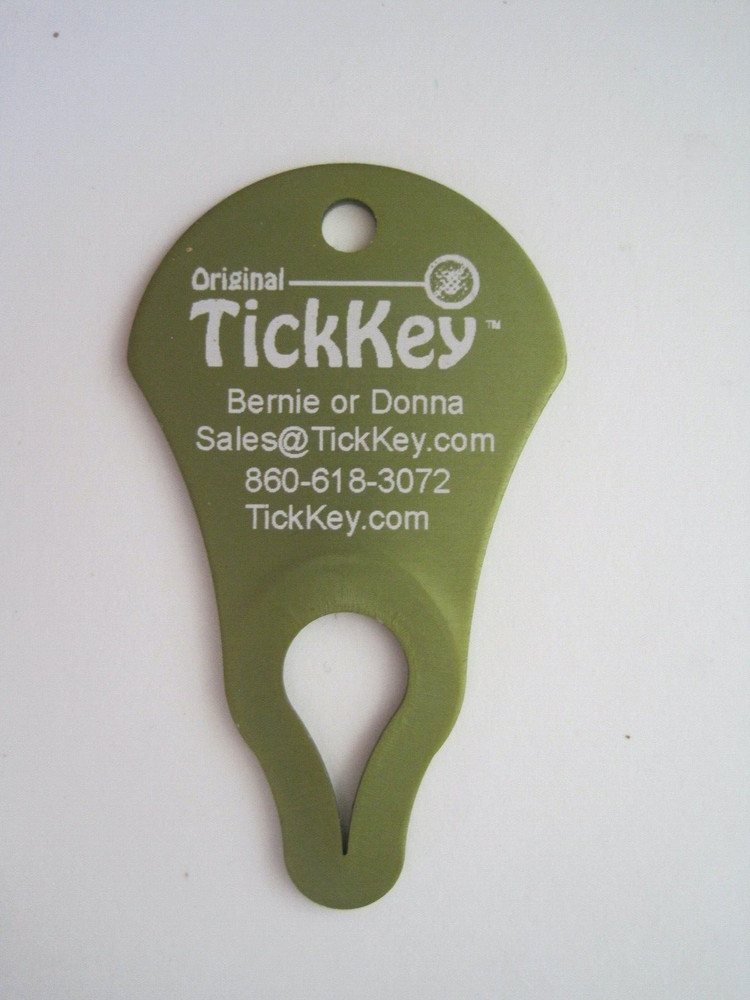 Original
TickKey™
Bernie or Donna
Sales@TickKey.com
860-618-3072
TickKey.com